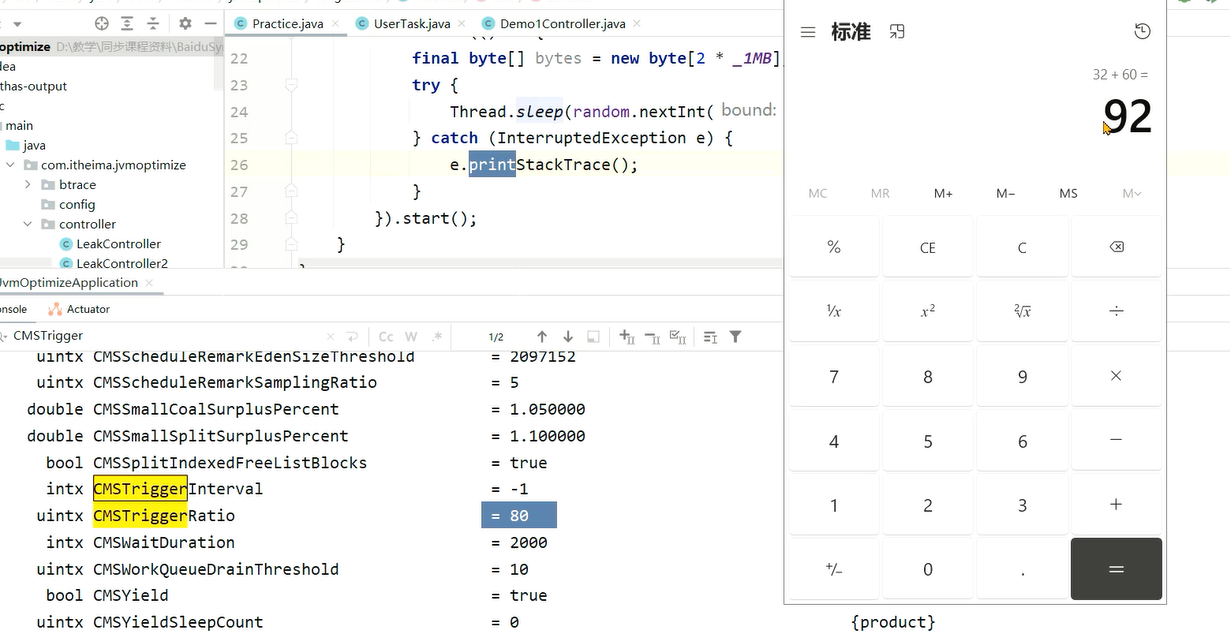 Practice.java
UserTask.java
Demo1Controller.java
optimize D:\教学\同步课程资料\BaiduSy
dea
thas-output
c
main
java
com.itheima.jvmoptimize
btrace
config
controller
LeakController
LeakController2
22 final byte[] bytes = new byte[2 * _1MB]
23 try {
24 Thread.sleep(random.nextInt( bound:
25 } catch (InterruptedException e) {
26 e.printStackTrace();
27 }
28 }).start();
29 }
JvmOptimizeApplication
onsole Actuator
CMSTrigger Cc W .* 1/2
uintx CMSScheduleRemarkEdenSizeThreshold = 2097152
uintx CMSScheduleRemarkSamplingRatio = 5
double CMSSmallCoalSurplusPercent = 1.050000
double CMSSmallSplitSurplusPercent = 1.100000
bool CMSSplitIndexedFreeListBlocks = true
intx CMSTriggerInterval = -1
uintx CMSTriggerRatio = 80
intx CMSWaitDuration = 2000
uintx CMSWorkQueueDrainThreshold = 10
bool CMSYield = true
uintx CMSYieldSleepCount = 0 {product}
标准
32 + 60 =
92
MC MR M+ M− MS M
% CE C
¹/x x² ²√x ÷
7 8 9 ×
4 5 6 −
1 2 3 +
+/− 0 . =